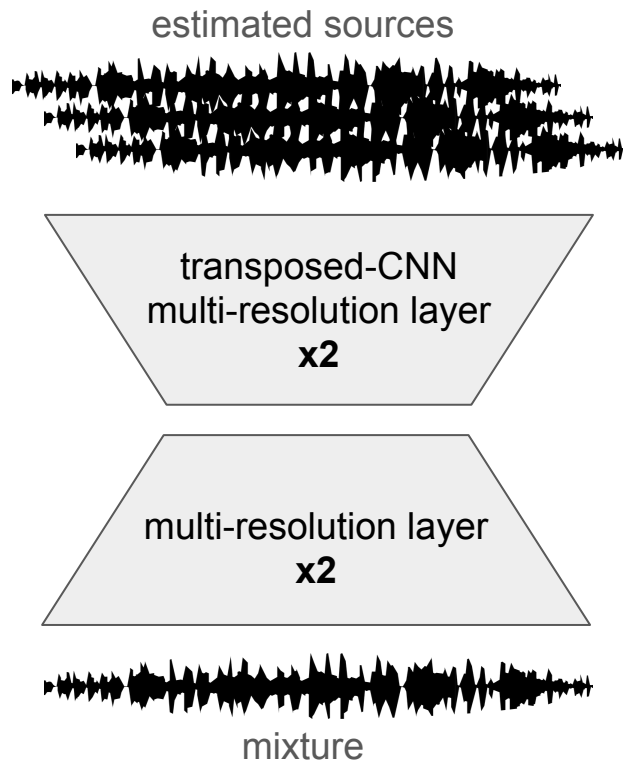 estimated sources
transposed-CNN
multi-resolution layer
x2
multi-resolution layer
x2
mixture